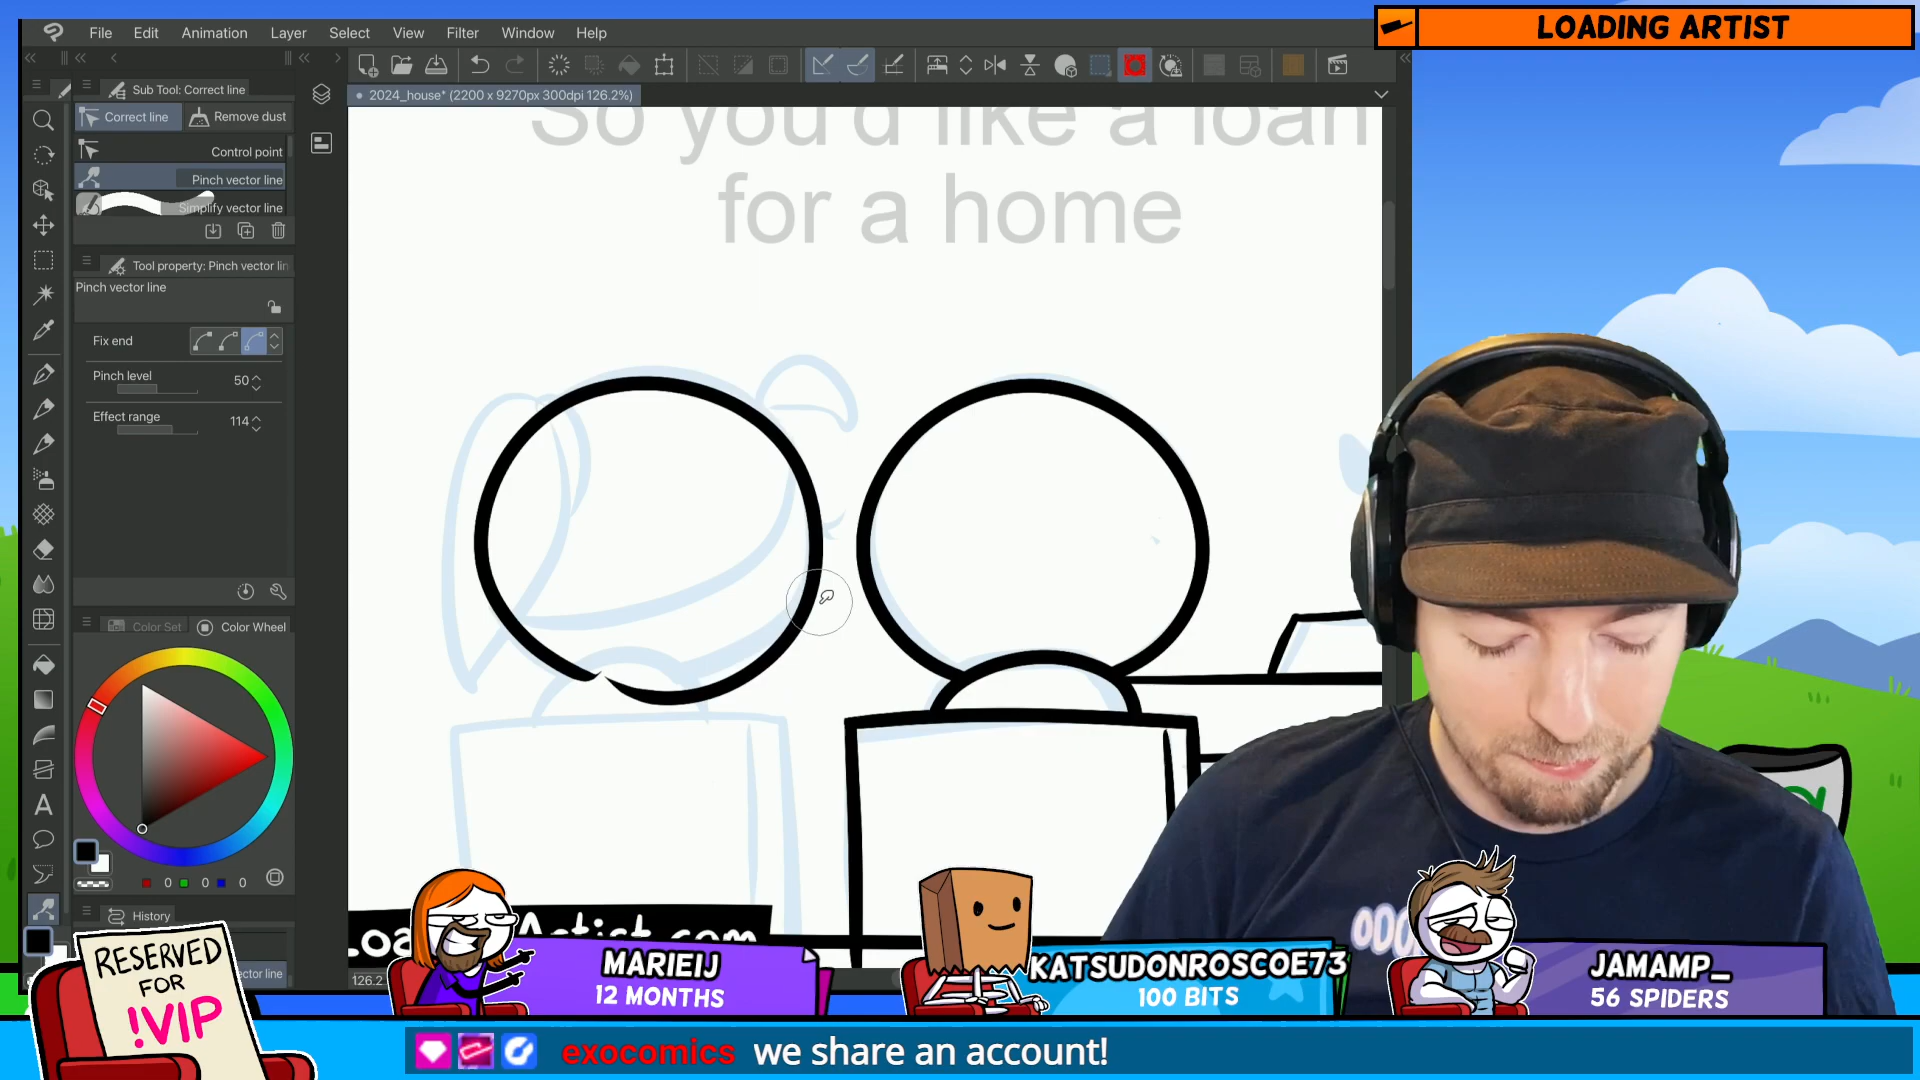 LOADING ARTIST
File Edit Animation Layer Select View Filter Window Help
Sub Tool: Correct line
2024_house* (2200 x 9270px 300dpi 126.2%)
Correct line Remove dust
Control point
Pinch vector line
Simplify vector line
Tool property: Pinch vector lin
Pinch vector line
Fix end
Pinch level 50
Effect range 114
Color Set Color Wheel
0 0 0
History
So you'd like a loan
for a home
126.2
RESERVED
FOR
!VIP
MARIEIJ
12 MONTHS
KATSUDONROSCOE73
100 BITS
JAMAMP_
56 SPIDERS
exocomics we share an account!